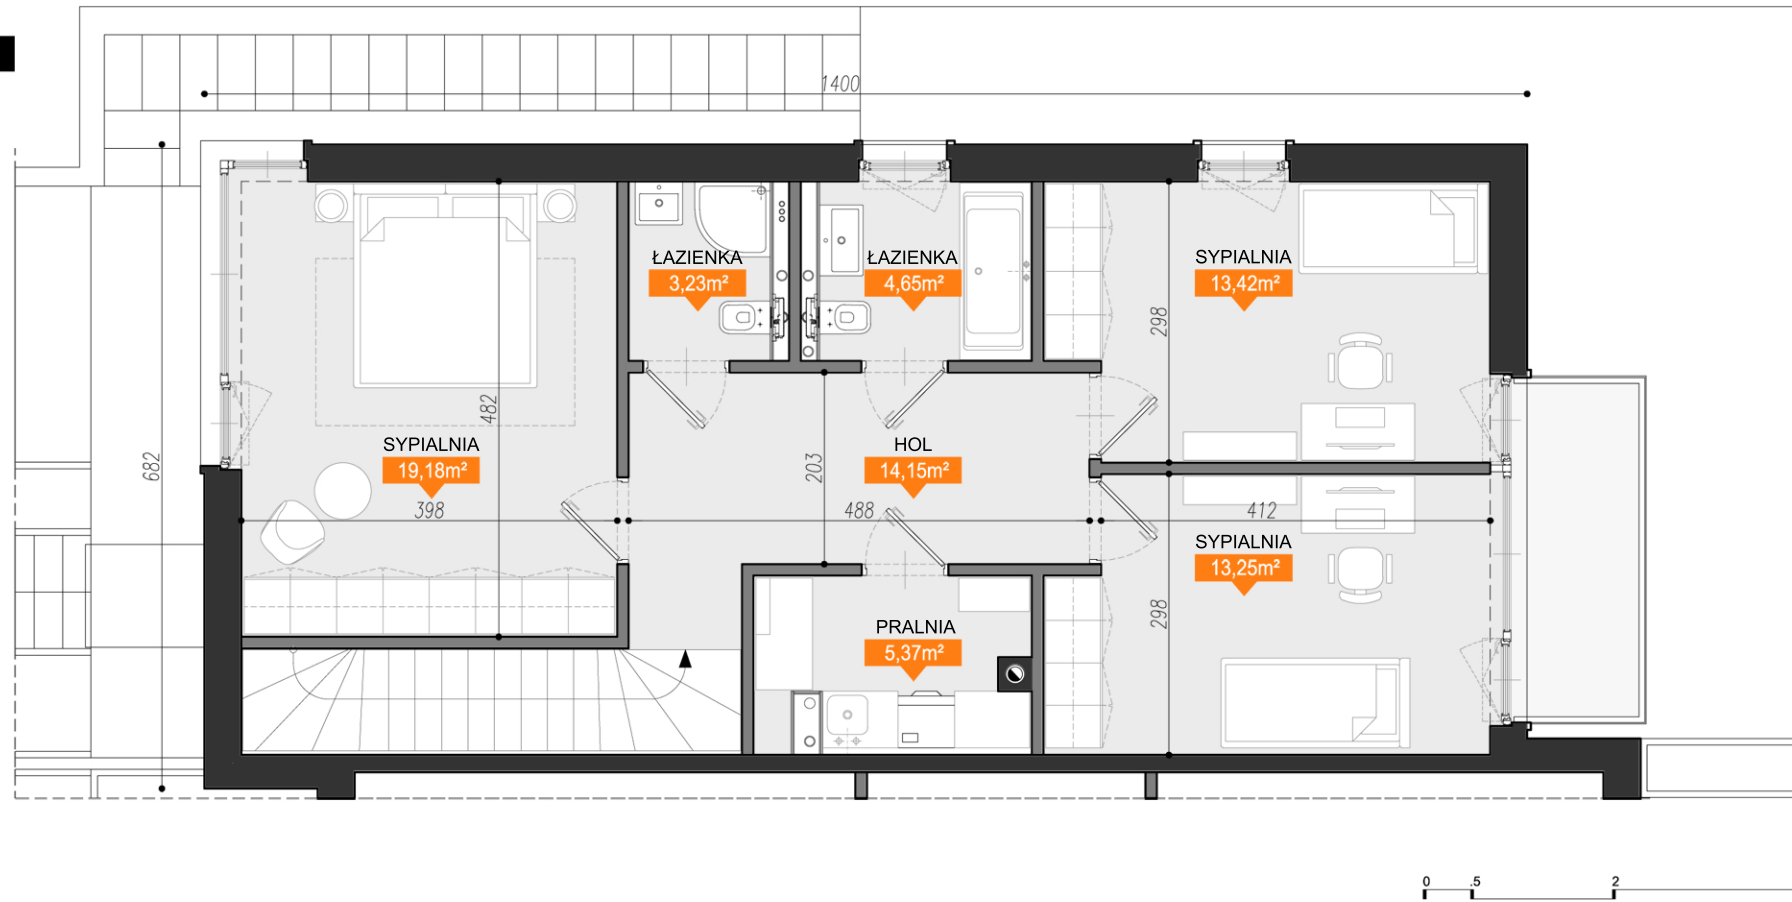 1400
ŁAZIENKA
3,23m²
ŁAZIENKA
4,65m²
SYPIALNIA
13,42m²
298
482
SYPIALNIA
19,18m²
682
203
HOL
14,15m²
398
488
412
SYPIALNIA
13,25m²
298
PRALNIA
5,37m²
0 .5 2